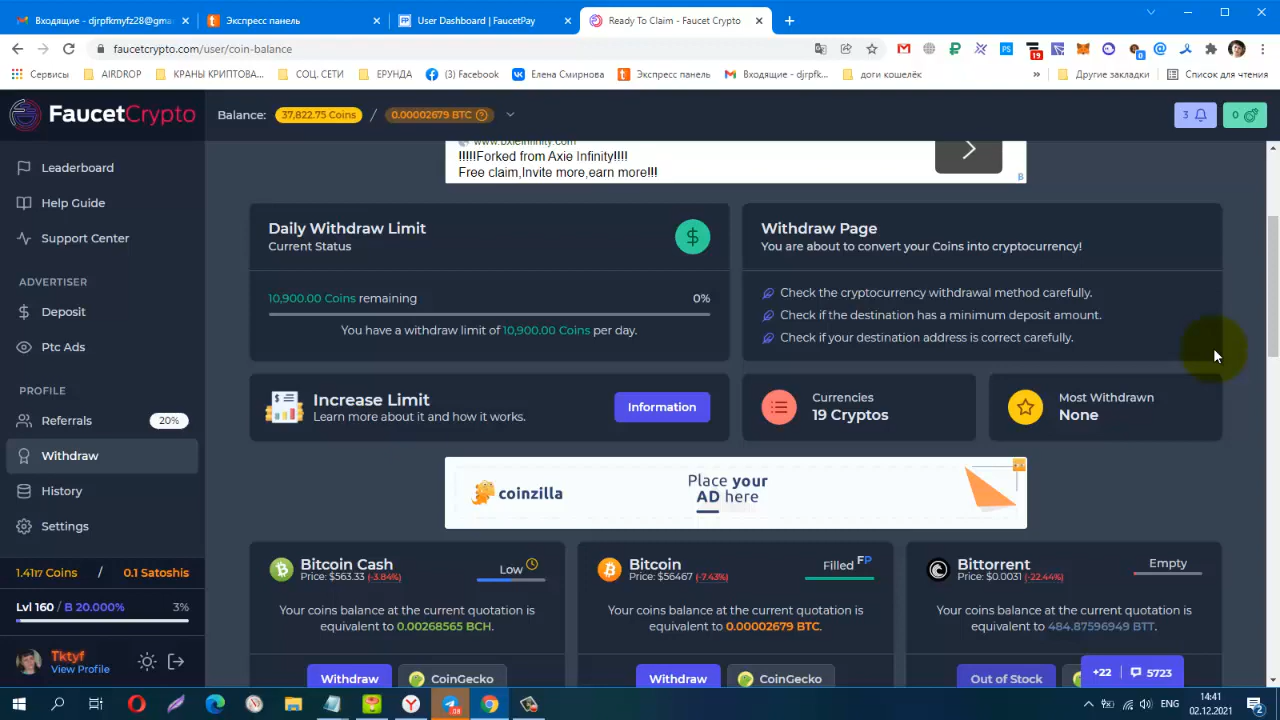 Входящие - djrpfkmyfz28@gmai
Экспресс панель
User Dashboard | FaucetPay
Ready To Claim - Faucet Crypto
faucetcrypto.com/user/coin-balance
19
0
Сервисы
AIRDROP
КРАНЫ КРИПТОВА...
СОЦ. СЕТИ
ЕРУНДА
(3) Facebook
Елена Смирнова
Экспресс панель
Входящие - djrpfk...
доги кошелёк
»
Другие закладки
Список для чтения
FaucetCrypto
Balance:
37,822.75 Coins
/
0.00002679 BTC
3
0
www.bxieinfinity.com
!!!!!Forked from Axie Infinity!!!!
Free claim,Invite more,earn more!!!
B
Leaderboard
Help Guide
Support Center
ADVERTISER
Deposit
Ptc Ads
PROFILE
Referrals
20%
Withdraw
History
Settings
1.4117 Coins / 0.1 Satoshis
Lvl 160 / B 20.000%
3%
Tktyf
View Profile
Daily Withdraw Limit
Current Status
$
10,900.00 Coins remaining
0%
You have a withdraw limit of 10,900.00 Coins per day.
Withdraw Page
You are about to convert your Coins into cryptocurrency!
Check the cryptocurrency withdrawal method carefully.
Check if the destination has a minimum deposit amount.
Check if your destination address is correct carefully.
Increase Limit
Learn more about it and how it works.
Information
Currencies
19 Cryptos
Most Withdrawn
None
coinzilla
Place your
AD here
Bitcoin Cash
Price: $563.33 (-3.84%)
Low
Your coins balance at the current quotation is
equivalent to 0.00268565 BCH.
Withdraw
CoinGecko
Bitcoin
Price: $56467 (-7.43%)
Filled FP
Your coins balance at the current quotation is
equivalent to 0.00002679 BTC.
Withdraw
CoinGecko
Bittorrent
Price: $0.0031 (-22.44%)
Empty
Your coins balance at the current quotation is
equivalent to 484.87596949 BTT.
Out of Stock
+22
5723
ENG
14:41
02.12.2021
2